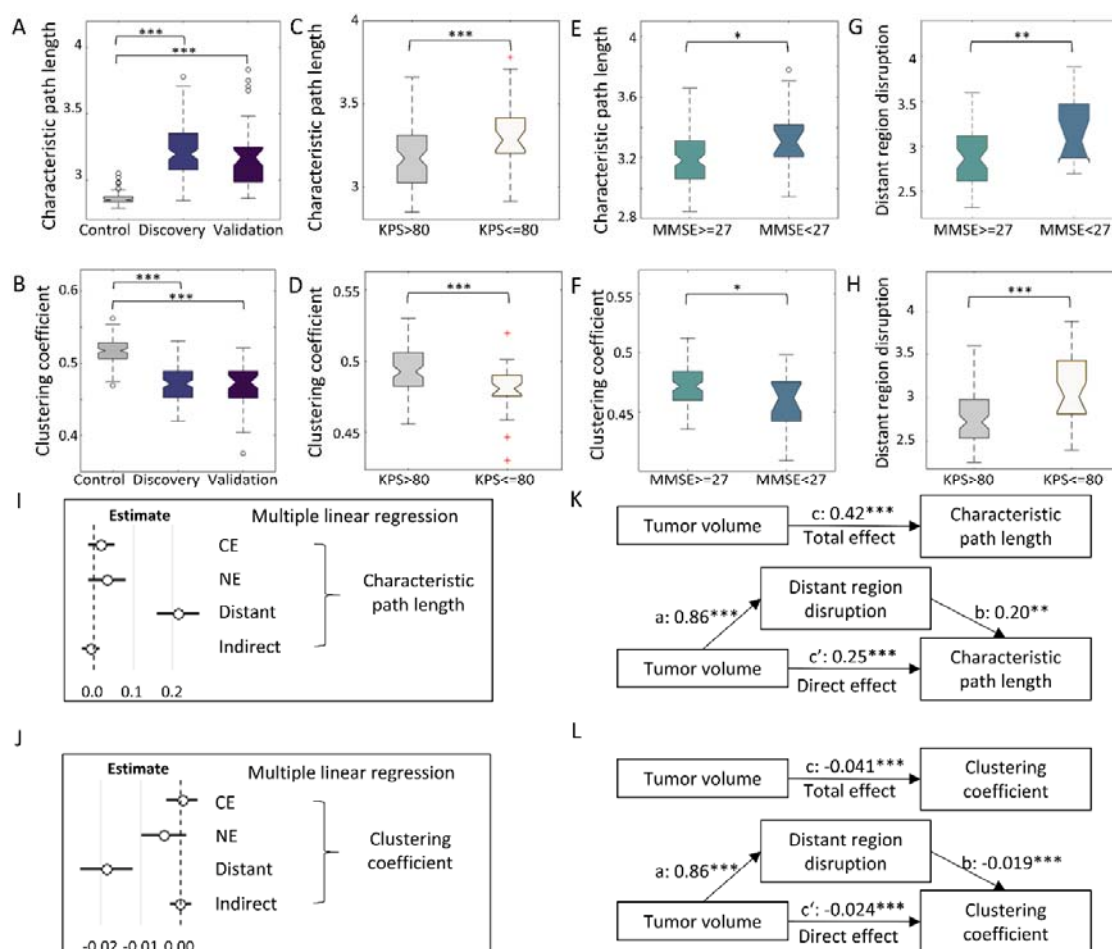 A
Characteristic path length
4
3.5
3
***
***
Control Discovery Validation
C
Characteristic path length
4
3.5
3
***
KPS>80 KPS<=80
E
Characteristic path length
4
3.6
3.2
2.8
*
MMSE>=27 MMSE<27
G
Distant region disruption
4
3.5
3
2.5
**
MMSE>=27 MMSE<27
B
Clustering coefficient
0.6
0.5
0.4
***
***
Control Discovery Validation
D
Clustering coefficient
0.55
0.5
0.45
***
KPS>80 KPS<=80
F
Clustering coefficient
0.55
0.45
*
MMSE>=27 MMSE<27
H
Distant region disruption
4
3.5
3
2.5
***
KPS>80 KPS<=80
I
Estimate Multiple linear regression
CE
NE
Distant
Indirect
Characteristic
path length
0.0 0.1 0.2
J
Estimate Multiple linear regression
CE
NE
Distant
Indirect
Clustering
coefficient
-0.02 -0.01 0.00
K
Tumor volume
c: 0.42***
Total effect
Characteristic
path length
Distant region
disruption
a: 0.86***
b: 0.20**
Tumor volume
c': 0.25***
Direct effect
Characteristic
path length
L
Tumor volume
c: -0.041***
Total effect
Clustering
coefficient
Distant region
disruption
a: 0.86***
b: -0.019***
Tumor volume
c': -0.024***
Direct effect
Clustering
coefficient